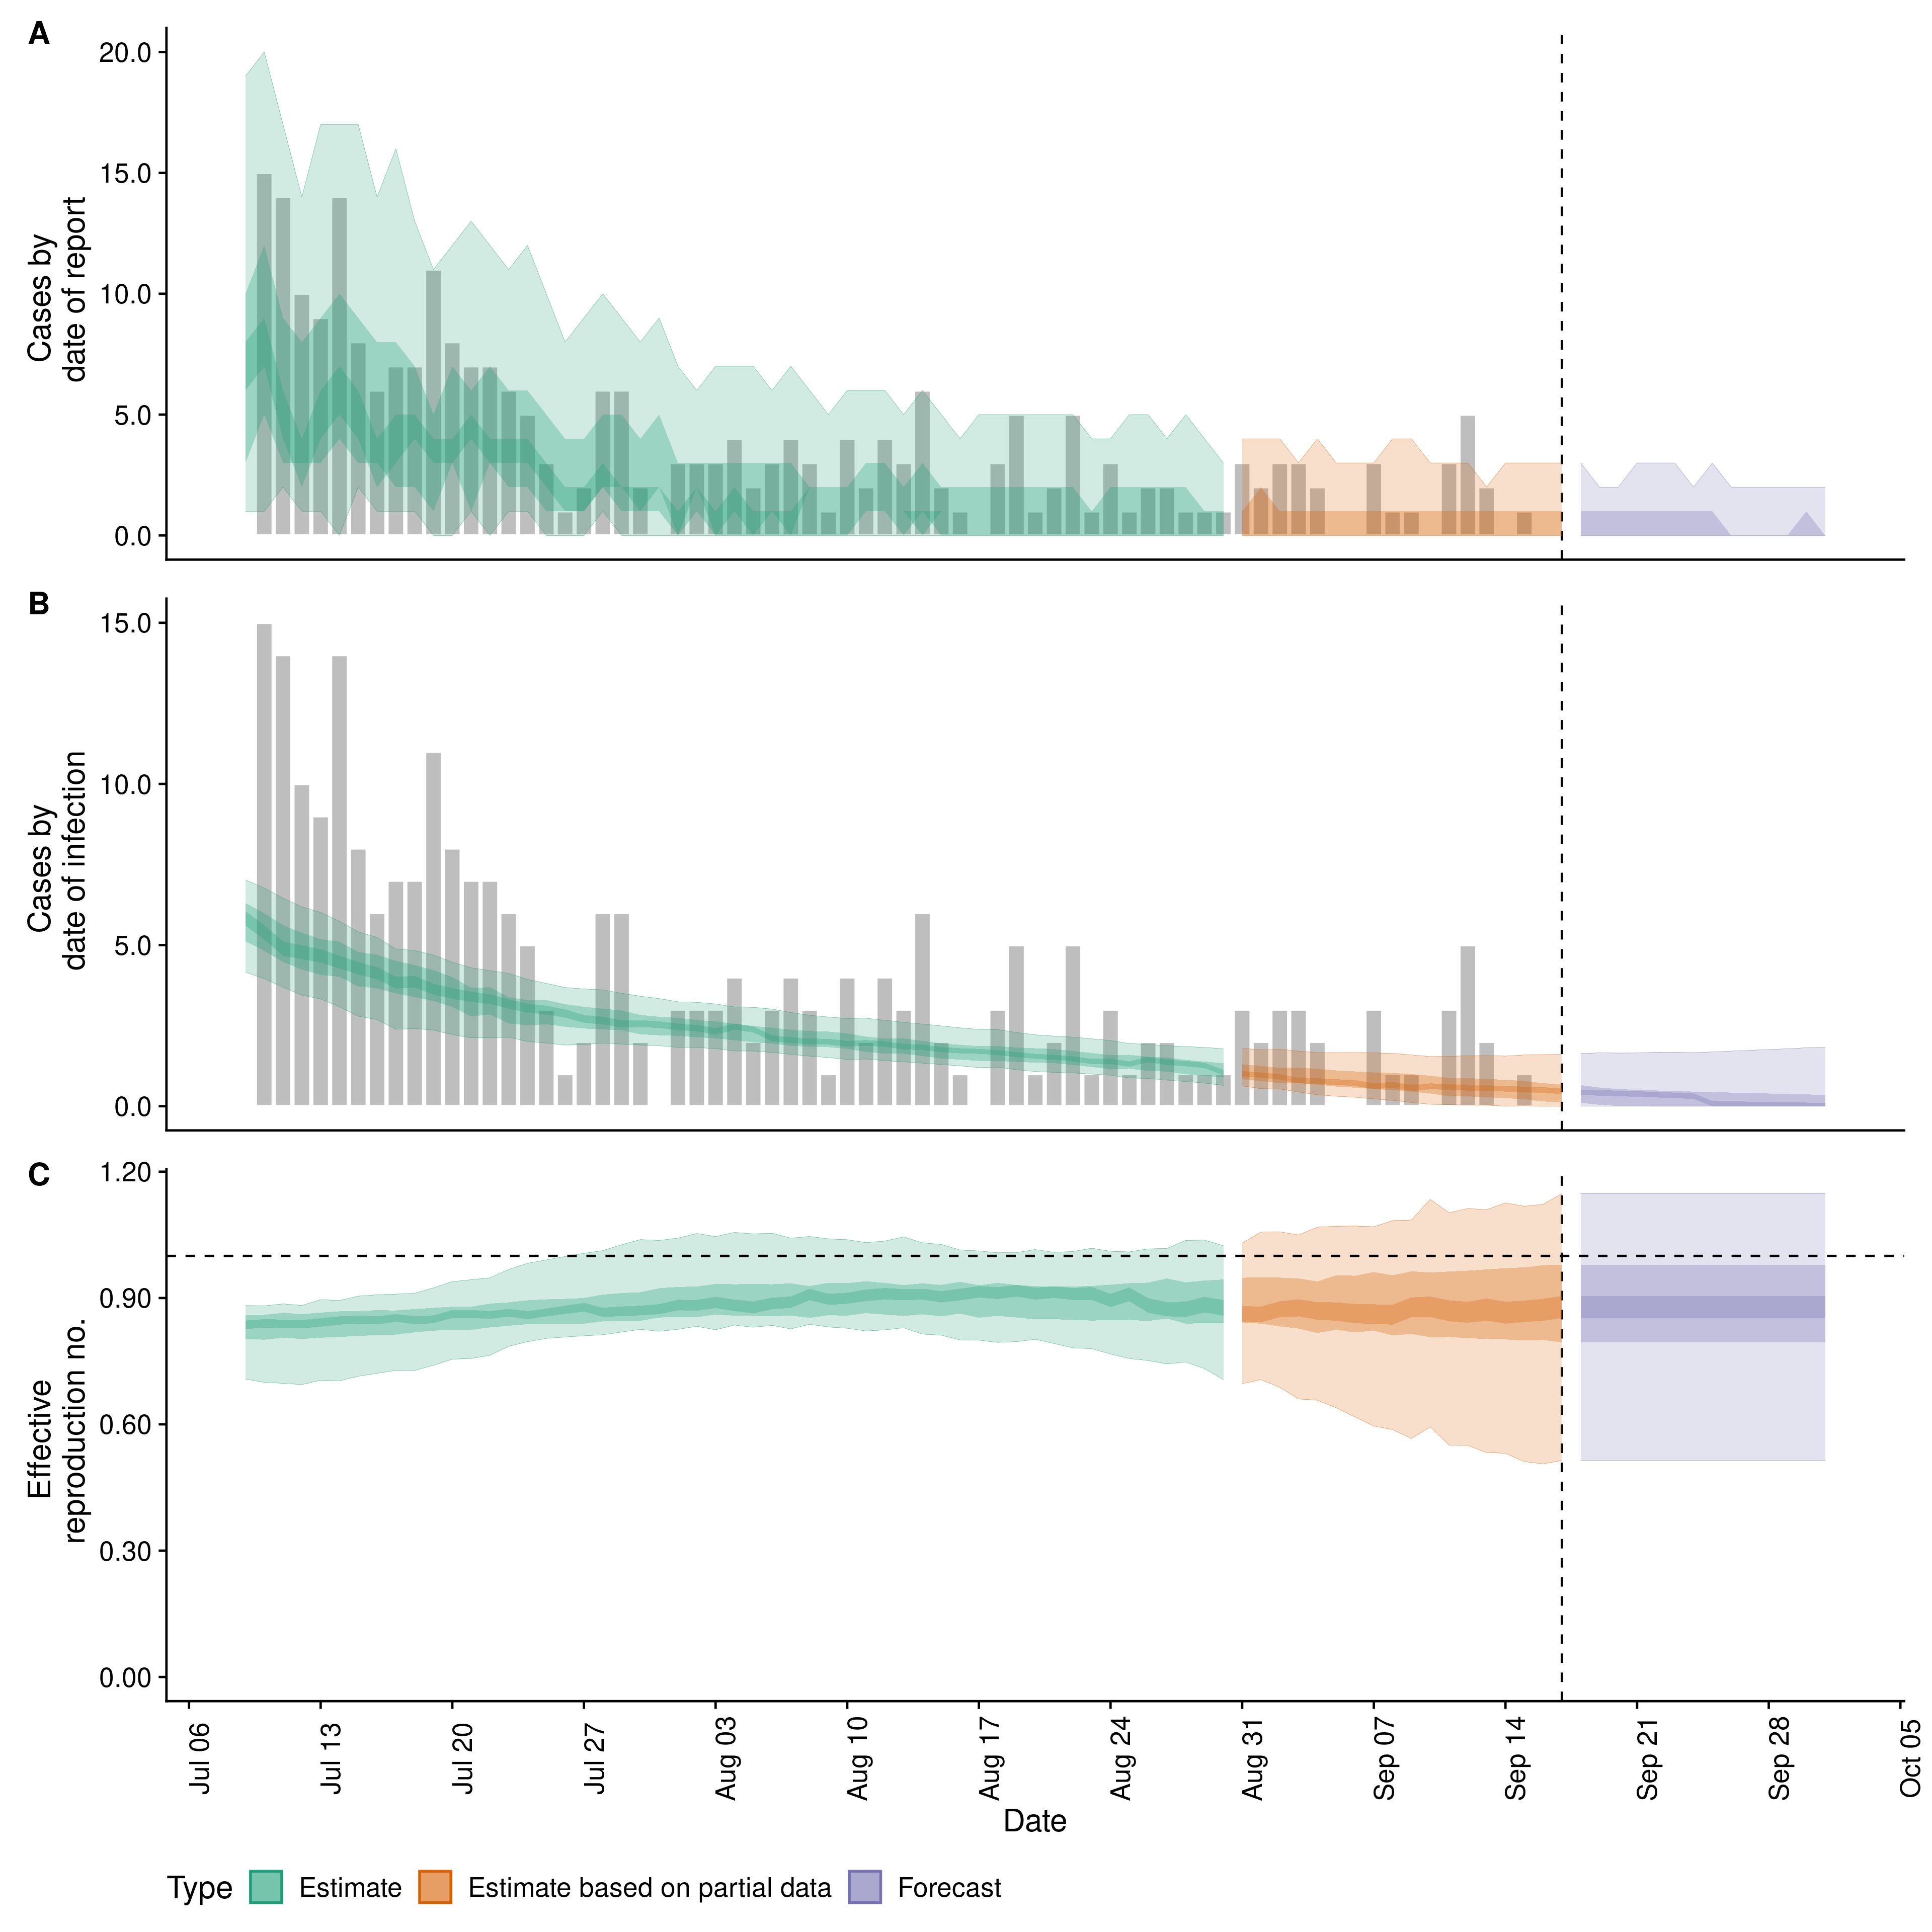 A
20.0
15.0
10.0
5.0
0.0
Cases by
date of report
B
15.0
10.0
5.0
0.0
Cases by
date of infection
C
1.20
0.90
0.60
0.30
0.00
Effective
reproduction no.
Jul 06
Jul 13
Jul 20
Jul 27
Aug 03
Aug 10
Aug 17
Aug 24
Aug 31
Sep 07
Sep 14
Sep 21
Sep 28
Oct 05
Date
Type Estimate Estimate based on partial data Forecast